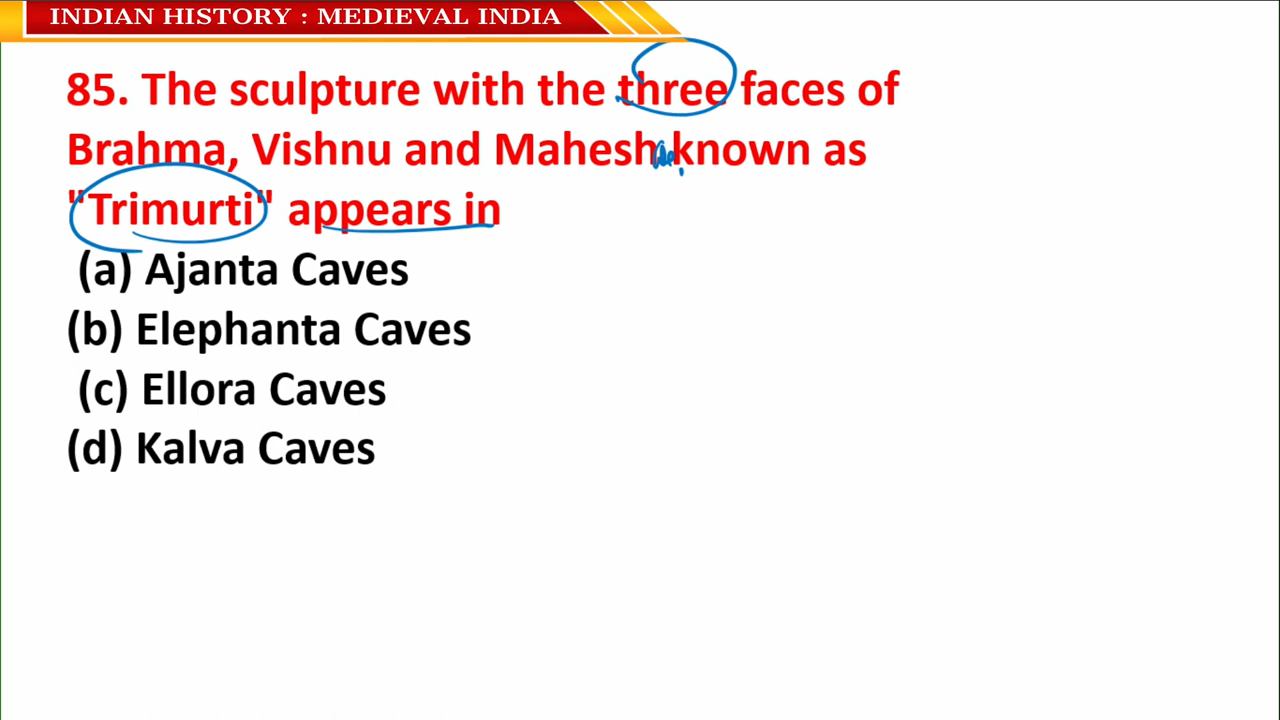 INDIAN HISTORY : MEDIEVAL INDIA
85. The sculpture with the three faces of
Brahma, Vishnu and Mahesh known as
"Trimurti" appears in
(a) Ajanta Caves
(b) Elephanta Caves
(c) Ellora Caves
(d) Kalva Caves